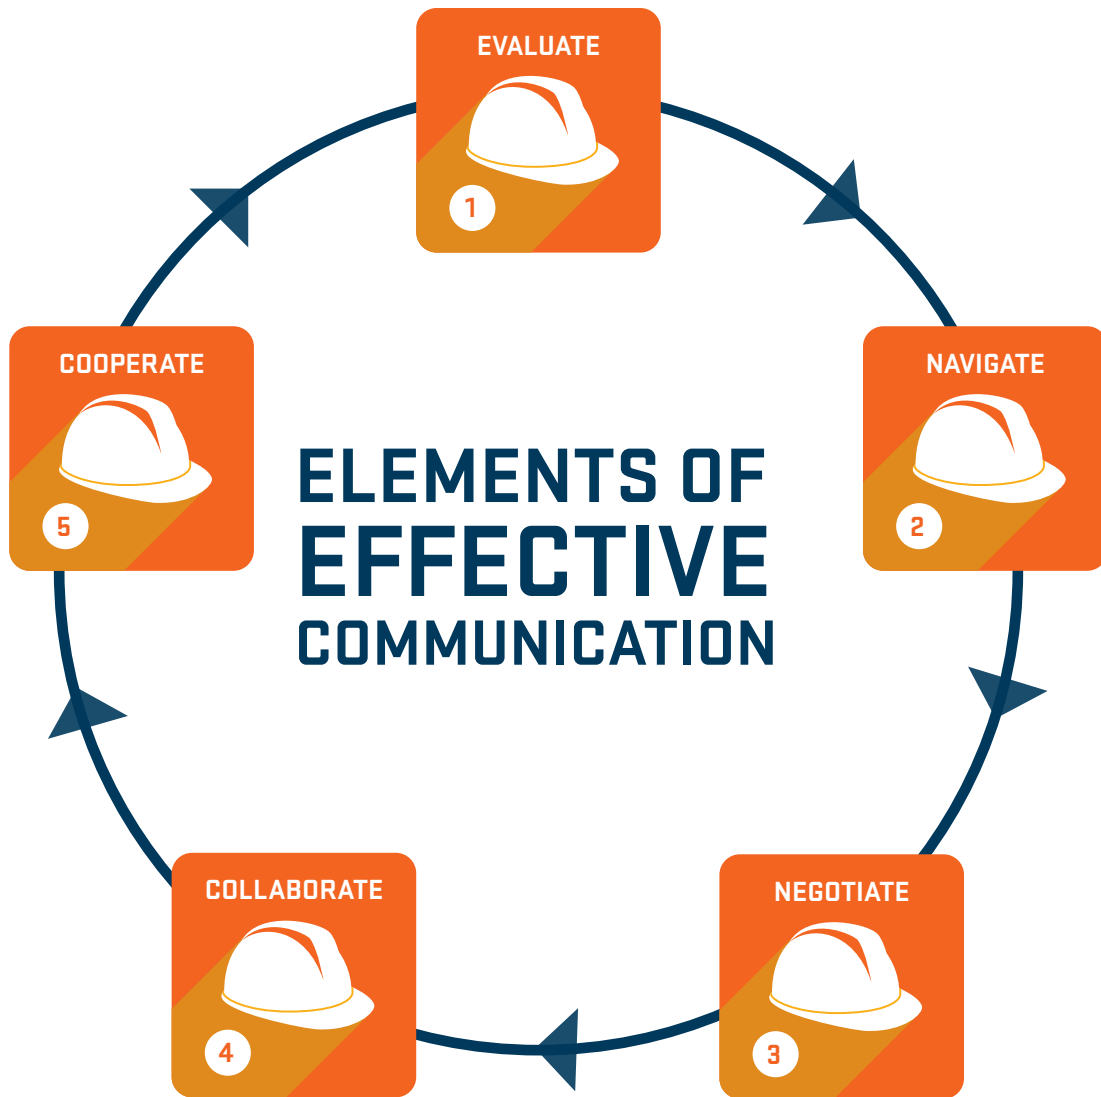 EVALUATE
1
NAVIGATE
2
NEGOTIATE
3
COLLABORATE
4
COOPERATE
5
ELEMENTS OF
EFFECTIVE
COMMUNICATION